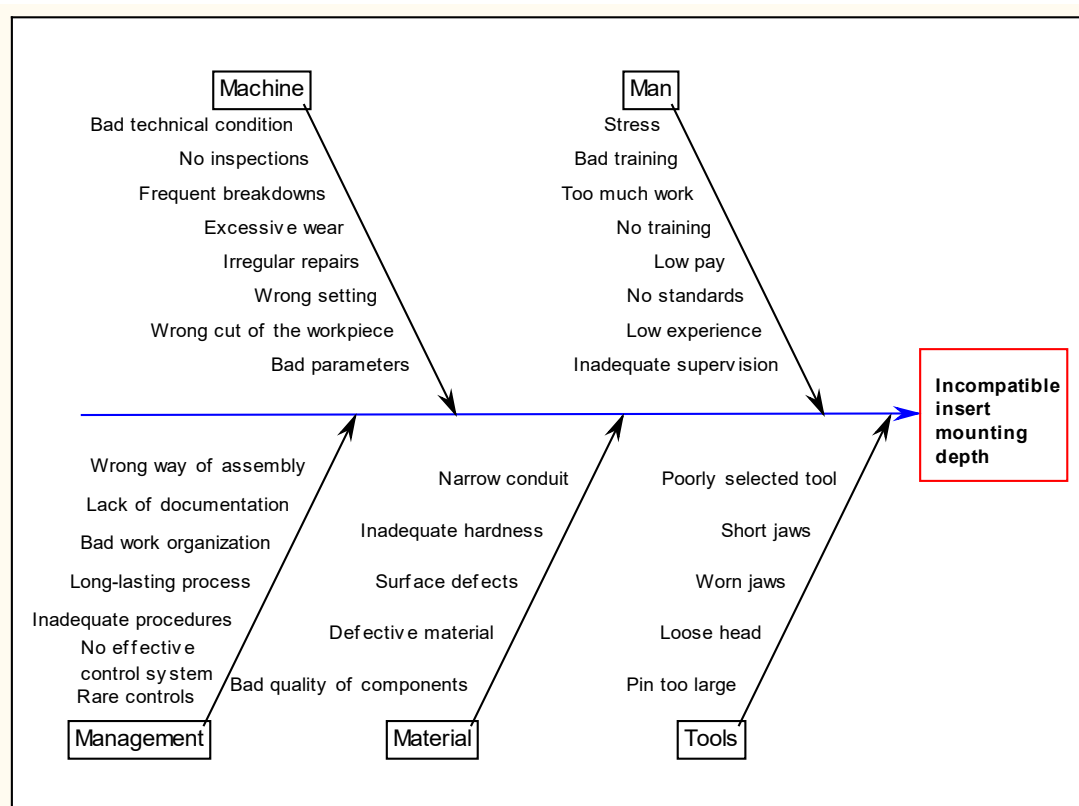 Machine
Bad technical condition
No inspections
Frequent breakdowns
Excessive wear
Irregular repairs
Wrong setting
Wrong cut of the workpiece
Bad parameters
Man
Stress
Bad training
Too much work
No training
Low pay
No standards
Low experience
Inadequate supervision
Incompatible
insert
mounting
depth
Wrong way of assembly
Lack of documentation
Bad work organization
Long-lasting process
Inadequate procedures
No effective
control system
Rare controls
Management
Narrow conduit
Inadequate hardness
Surface defects
Defective material
Bad quality of components
Material
Poorly selected tool
Short jaws
Worn jaws
Loose head
Pin too large
Tools